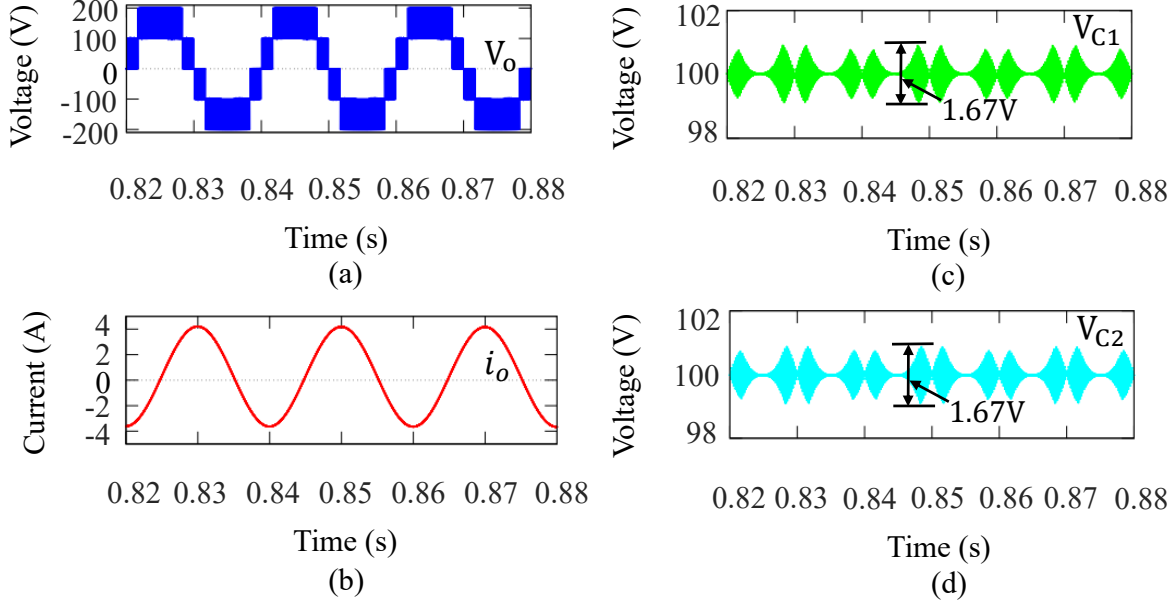 200
100
0
-100
-200
Voltage (V)
Vₒ
0.82 0.83 0.84 0.85 0.86 0.87 0.88
Time (s)
(a)
4
2
0
-2
-4
Current (A)
iₒ
0.82 0.83 0.84 0.85 0.86 0.87 0.88
Time (s)
(b)
102
100
98
Voltage (V)
V_C1
1.67V
0.82 0.83 0.84 0.85 0.86 0.87 0.88
Time (s)
(c)
102
100
98
Voltage (V)
V_C2
1.67V
0.82 0.83 0.84 0.85 0.86 0.87 0.88
Time (s)
(d)